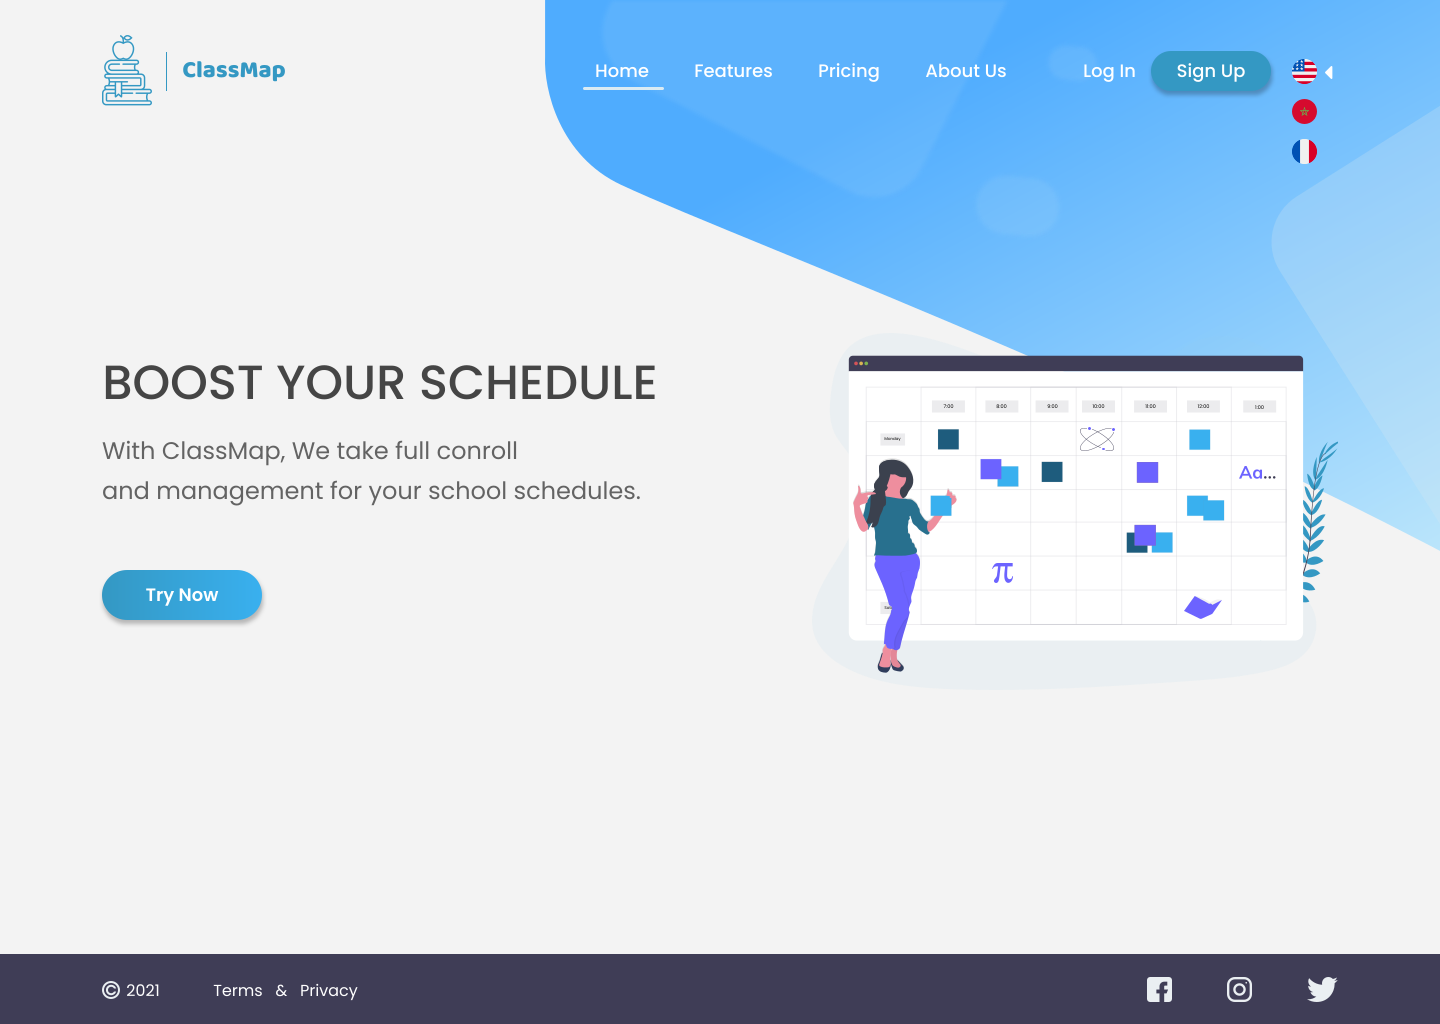 ClassMap
Home Features Pricing About Us Log In Sign Up
BOOST YOUR SCHEDULE
With ClassMap, We take full conroll
and management for your school schedules.
Try Now
7:00 8:00 9:00 10:00 11:00 12:00 1:00
Monday
Aa...
π
© 2021 Terms & Privacy